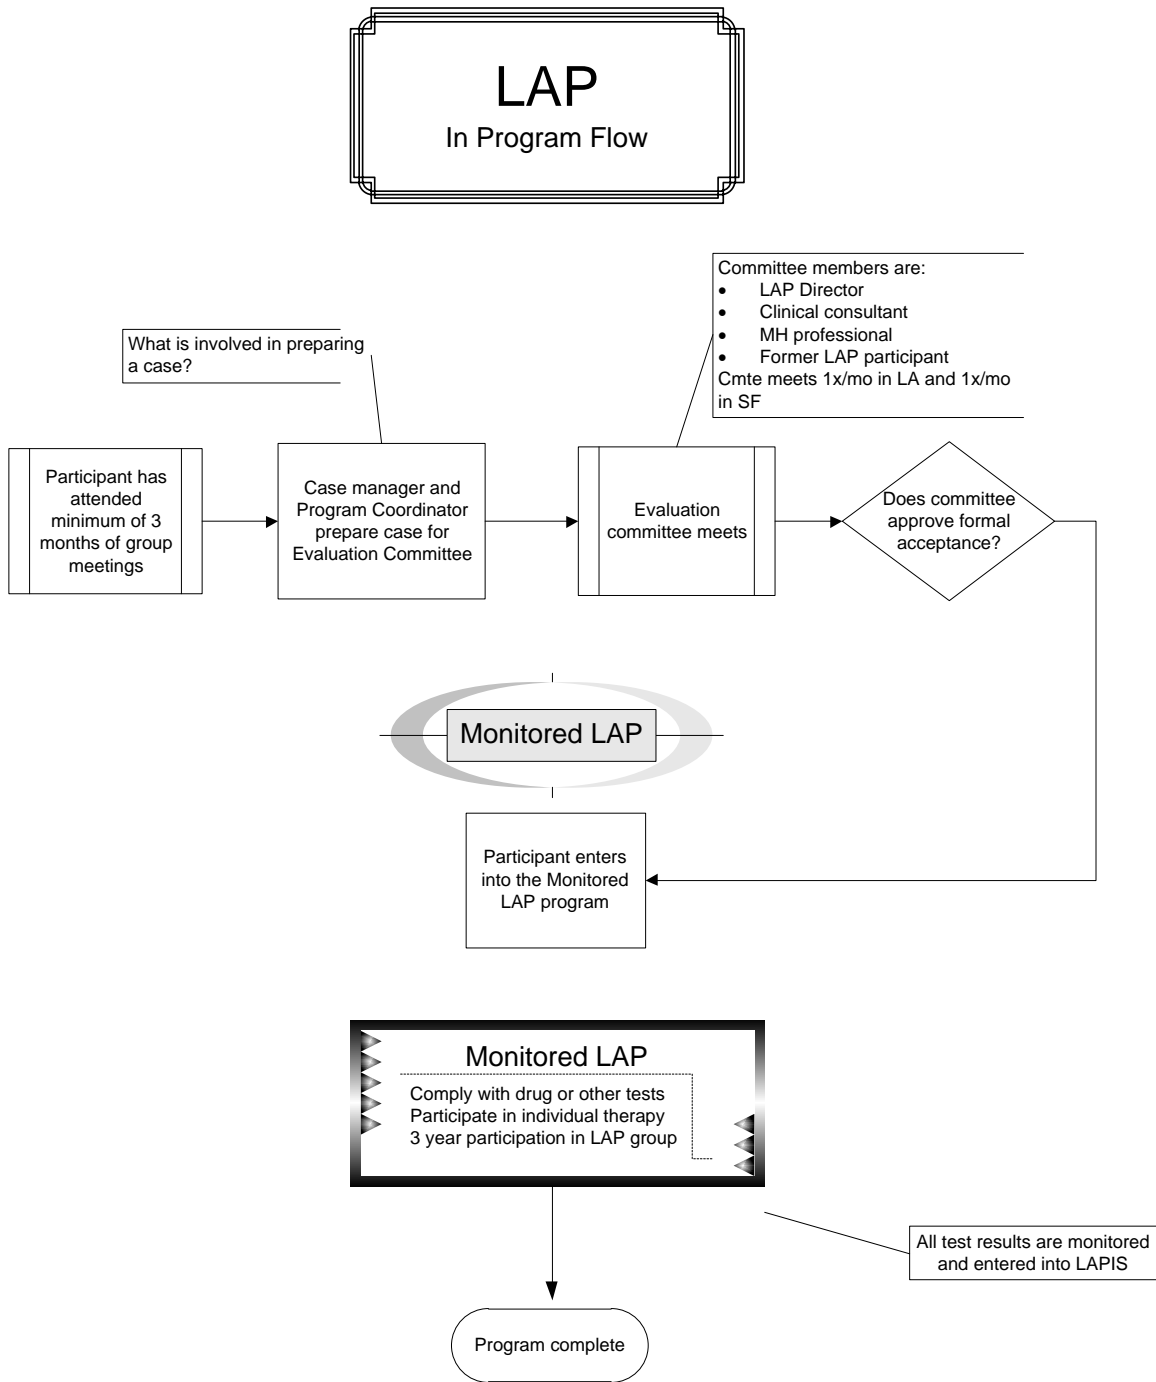 LAP
In Program Flow
Committee members are:
• LAP Director
• Clinical consultant
• MH professional
• Former LAP participant
Cmte meets 1x/mo in LA and 1x/mo
in SF
What is involved in preparing
a case?
Participant has
attended
minimum of 3
months of group
meetings
Case manager and
Program Coordinator
prepare case for
Evaluation Committee
Evaluation
committee meets
Does committee
approve formal
acceptance?
Monitored LAP
Participant enters
into the Monitored
LAP program
Monitored LAP
Comply with drug or other tests
Participate in individual therapy
3 year participation in LAP group
All test results are monitored
and entered into LAPIS
Program complete